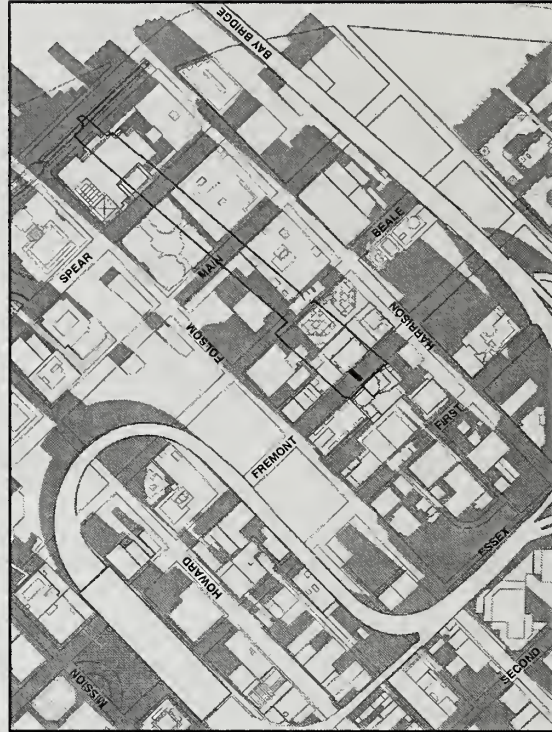 BAY BRIDGE
SPEAR
MAIN
BEALE
FOLSOM
HARRISON
FREMONT
FIRST
HOWARD
ESSEX
MISSION
SECOND